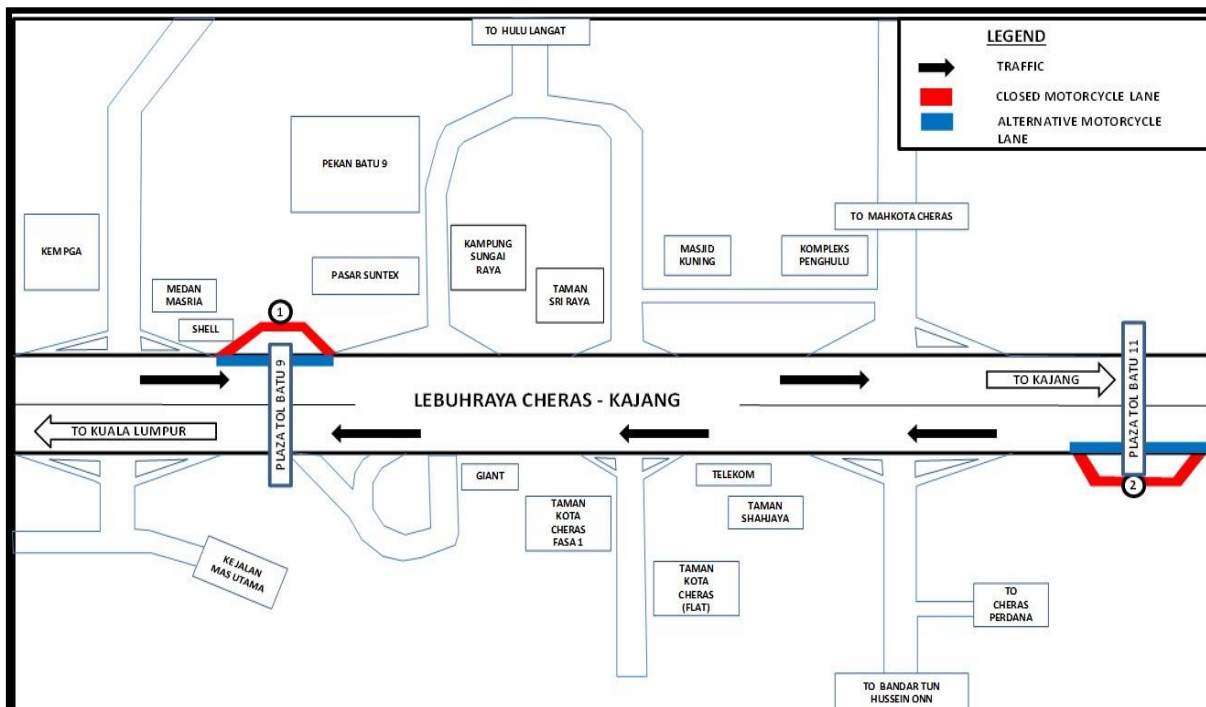 TO HULU LANGAT
LEGEND
TRAFFIC
CLOSED MOTORCYCLE LANE
ALTERNATIVE MOTORCYCLE
LANE
PEKAN BATU 9
TO MAHKOTA CHERAS
KEM PGA
KAMPUNG
SUNGAI
RAYA
MASJID
KUNING
KOMPLEKS
PENGHULU
PASAR SUNTEX
MEDAN
MASRIA
TAMAN
SRI RAYA
1
SHELL
PLAZA TOL BATU 9
PLAZA TOL BATU 11
TO KAJANG
LEBUHRAYA CHERAS - KAJANG
TO KUALA LUMPUR
GIANT
TELEKOM
2
TAMAN
KOTA
CHERAS
FASA 1
TAMAN
SHAHJAYA
KEJALAN
MAS UTAMA
TAMAN
KOTA
CHERAS
(FLAT)
TO
CHERAS
PERDANA
TO BANDAR TUN
HUSSEIN ONN